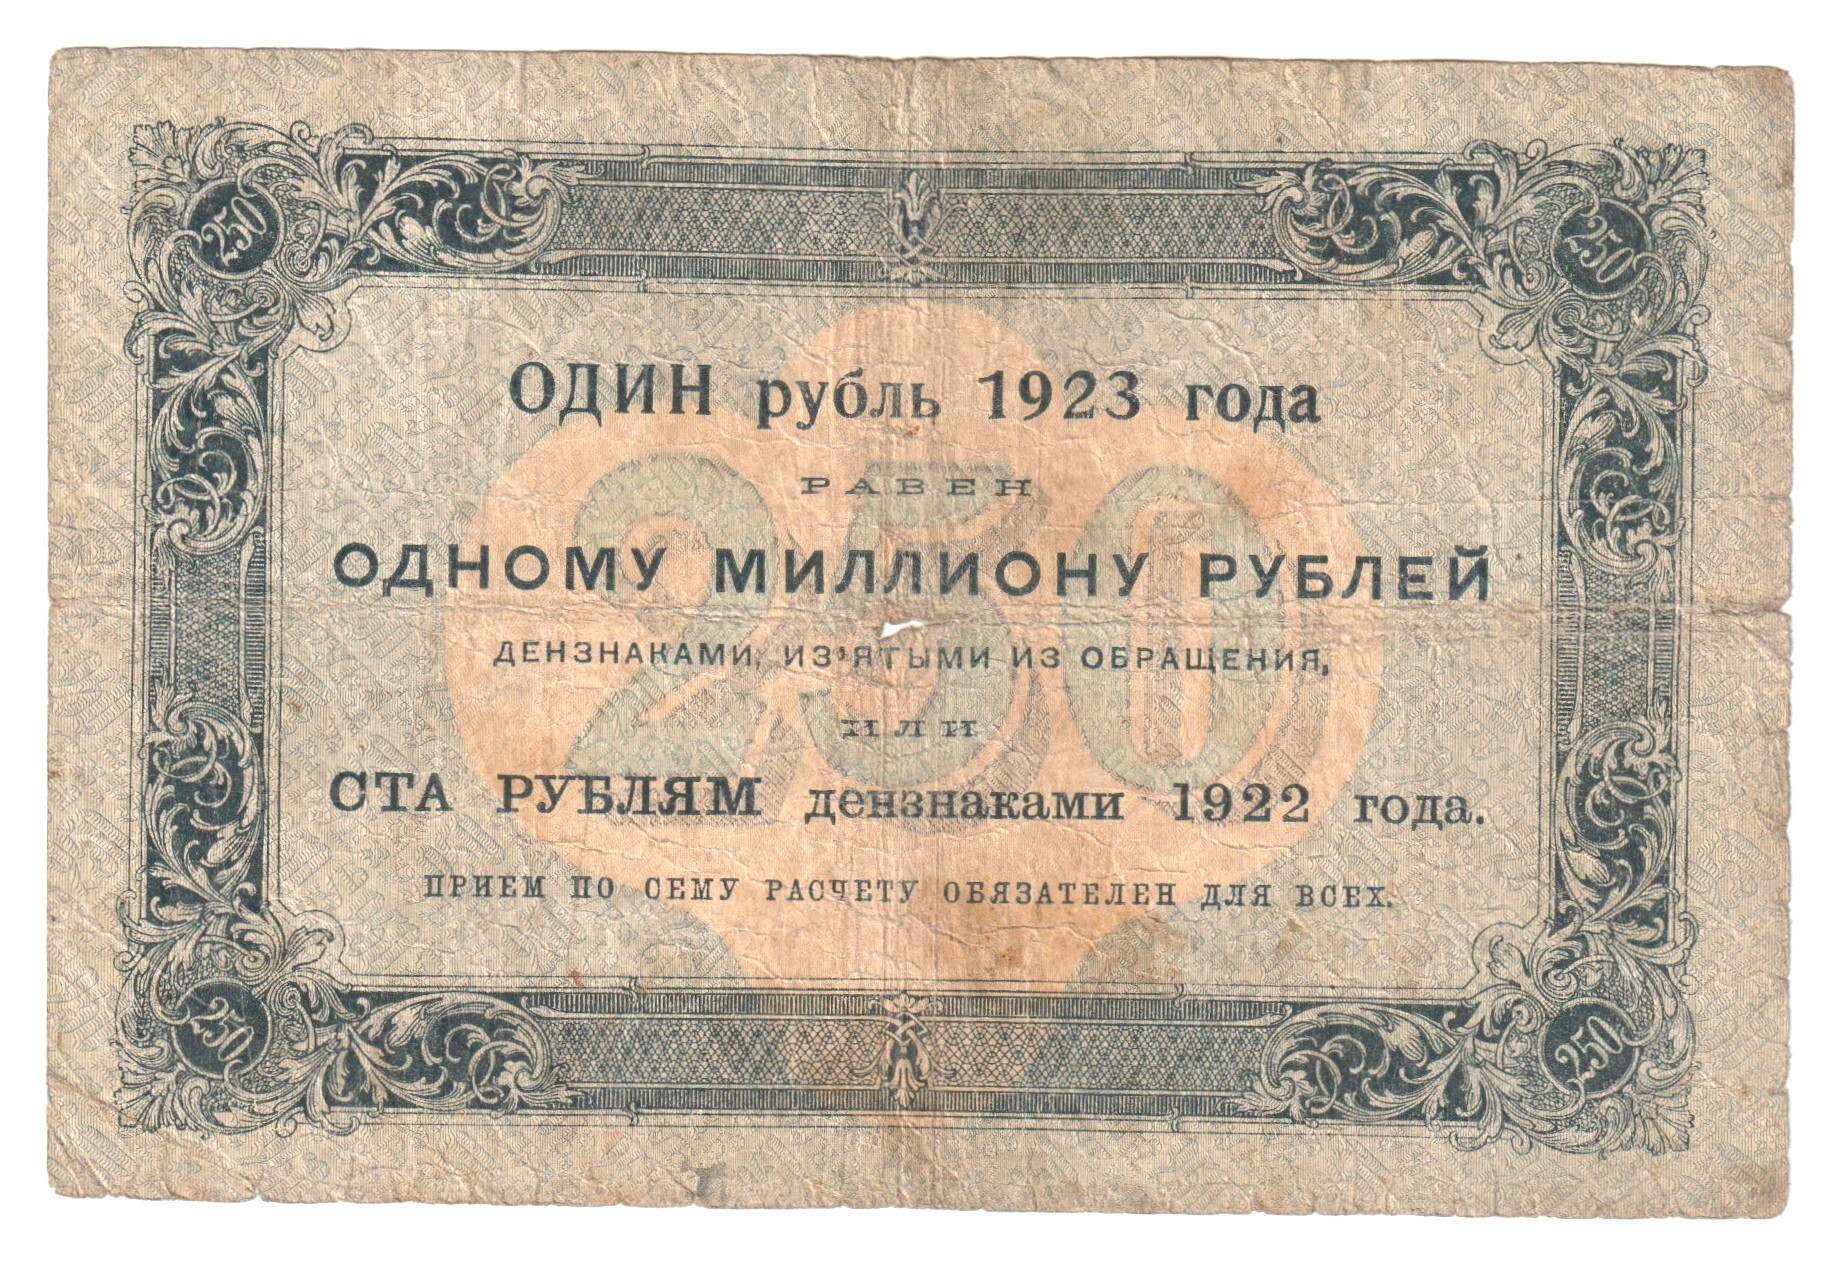 250 250
ОДИН рубль 1923 года
РАВЕН
250
ОДНОМУ МИЛЛИОНУ РУБЛЕЙ
ДЕНЗНАКАМИ, ИЗ'ЯТЫМИ ИЗ ОБРАЩЕНИЯ,
ИЛИ
СТА РУБЛЯМ дензнаками 1922 года.
ПРИЕМ ПО СЕМУ РАСЧЕТУ ОБЯЗАТЕЛЕН ДЛЯ ВСЕХ.
250 250